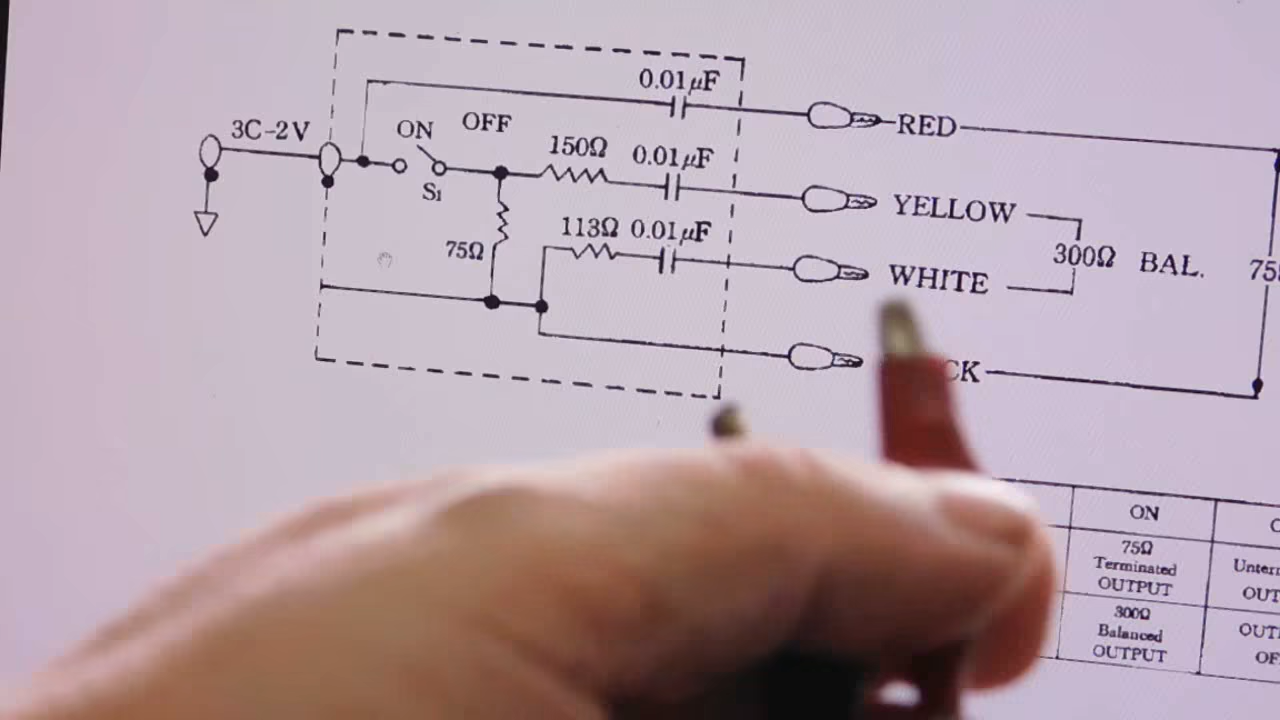 0.01μF
RED
3C-2V
ON
OFF
S1
150Ω
0.01μF
YELLOW
75Ω
113Ω
0.01μF
WHITE
300Ω BAL.
ON
75Ω
Terminated
OUTPUT
300Ω
Balanced
OUTPUT